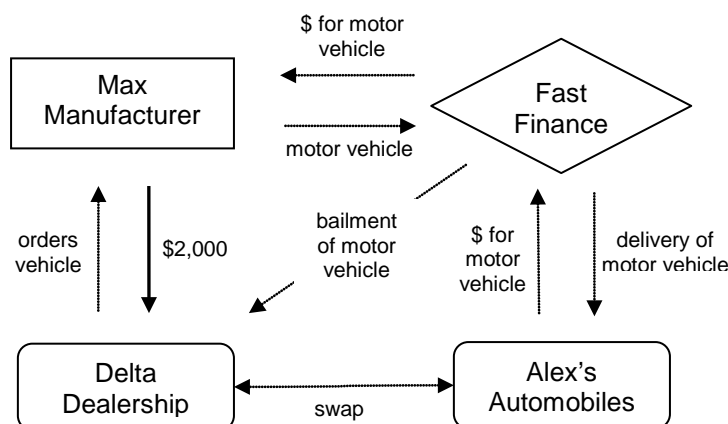 $ for motor
vehicle
Max
Manufacturer
Fast
Finance
motor vehicle
orders
vehicle
$2,000
bailment
of motor
vehicle
$ for
motor
vehicle
delivery of
motor vehicle
Delta
Dealership
swap
Alex's
Automobiles